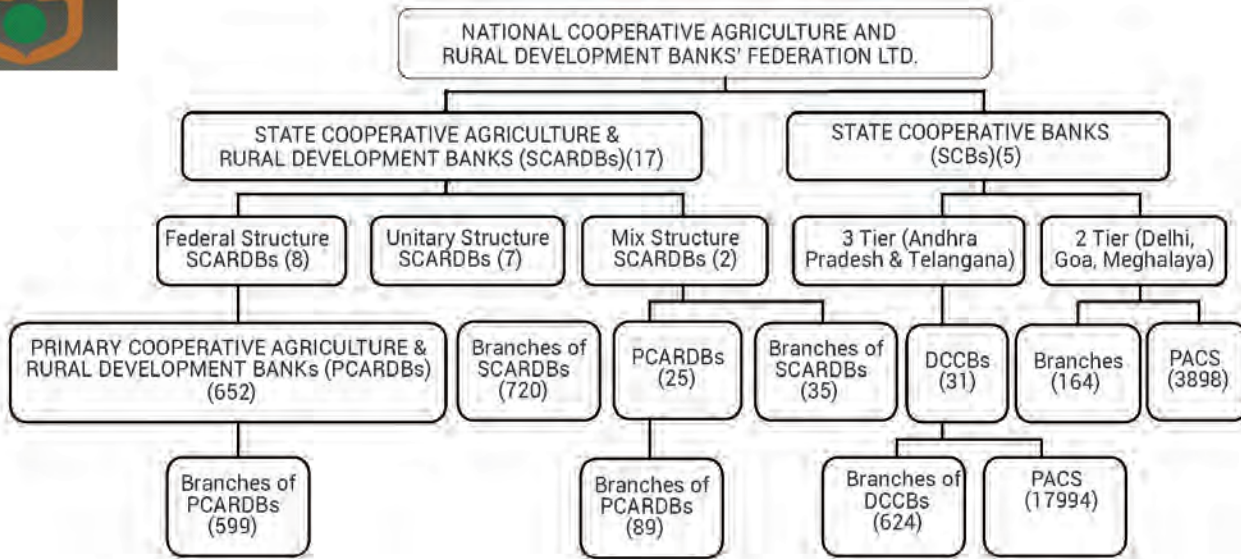 NATIONAL COOPERATIVE AGRICULTURE AND
RURAL DEVELOPMENT BANKS' FEDERATION LTD.
STATE COOPERATIVE AGRICULTURE &
RURAL DEVELOPMENT BANKS (SCARDBs)(17)
STATE COOPERATIVE BANKS
(SCBs)(5)
Federal Structure
SCARDBs (8)
Unitary Structure
SCARDBs (7)
Mix Structure
SCARDBs (2)
3 Tier (Andhra
Pradesh & Telangana)
2 Tier (Delhi,
Goa, Meghalaya)
PRIMARY COOPERATIVE AGRICULTURE &
RURAL DEVELOPMENT BANKs (PCARDBs)
(652)
Branches of
SCARDBs
(720)
PCARDBs
(25)
Branches of
SCARDBs
(35)
DCCBs
(31)
Branches
(164)
PACS
(3898)
Branches of
PCARDBs
(599)
Branches of
PCARDBs
(89)
Branches of
DCCBs
(624)
PACS
(17994)